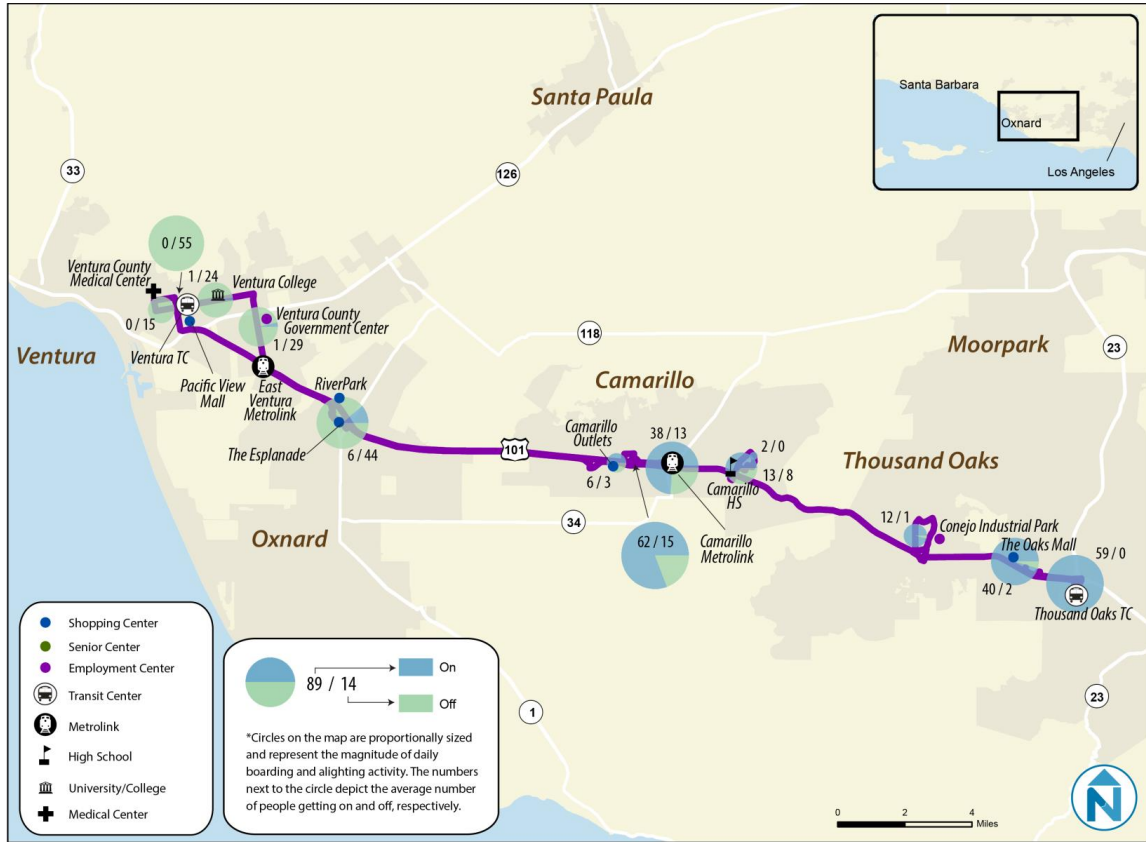 Santa Paula
Santa Barbara
Oxnard
Los Angeles
33
126
0 / 55
Ventura County
Medical Center
1 / 24
Ventura College
0 / 15
Ventura County
Government Center
1 / 29
118
23
Ventura
Ventura TC
Pacific View
Mall
East
Ventura
Metrolink
RiverPark
Moorpark
Camarillo
The Esplanade
6 / 44
101
Camarillo
Outlets
6 / 3
38 / 13
2 / 0
13 / 8
Camarillo
HS
Thousand Oaks
34
Oxnard
62 / 15
Camarillo
Metrolink
12 / 1
Conejo Industrial Park
The Oaks Mall
59 / 0
40 / 2
Thousand Oaks TC
Shopping Center
Senior Center
Employment Center
Transit Center
Metrolink
High School
University/College
Medical Center
89 / 14
On
Off
*Circles on the map are proportionally sized
and represent the magnitude of daily
boarding and alighting activity. The numbers
next to the circle depict the average number
of people getting on and off, respectively.
1
23
0 2 4
Miles
N